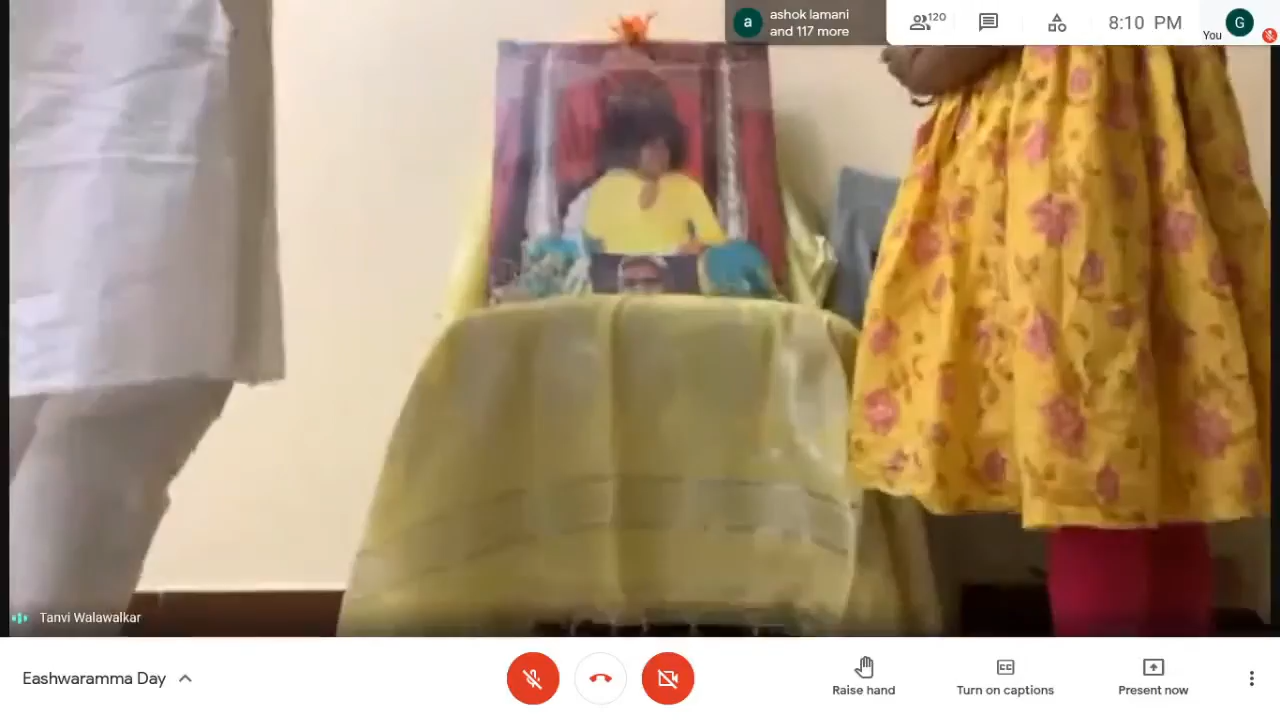 a
ashok lamani
and 117 more
120
8:10 PM
You
G
Tanvi Walawalkar
Eashwaramma Day
Raise hand
CC
Turn on captions
Present now